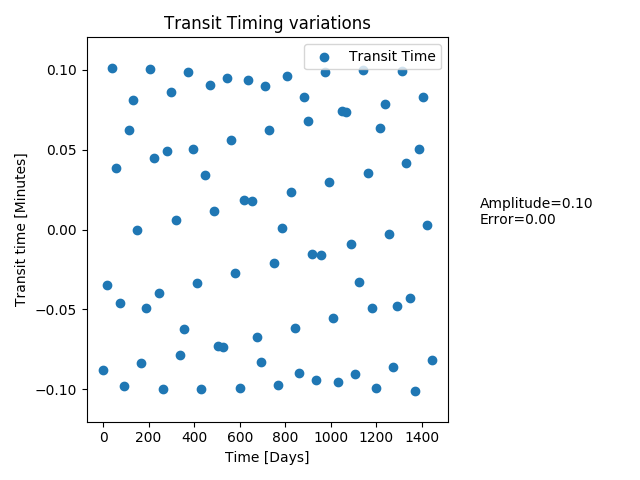 Transit Timing variations
Transit Time
0.10
0.05
0.00
−0.05
−0.10
Transit time [Minutes]
0 200 400 600 800 1000 1200 1400
Time [Days]
Amplitude=0.10
Error=0.00